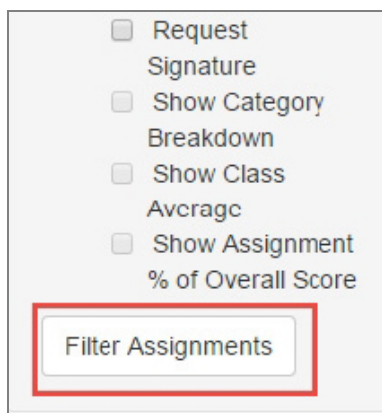 Request
Signature
Show Category
Breakdown
Show Class
Average
Show Assignment
% of Overall Score
Filter Assignments